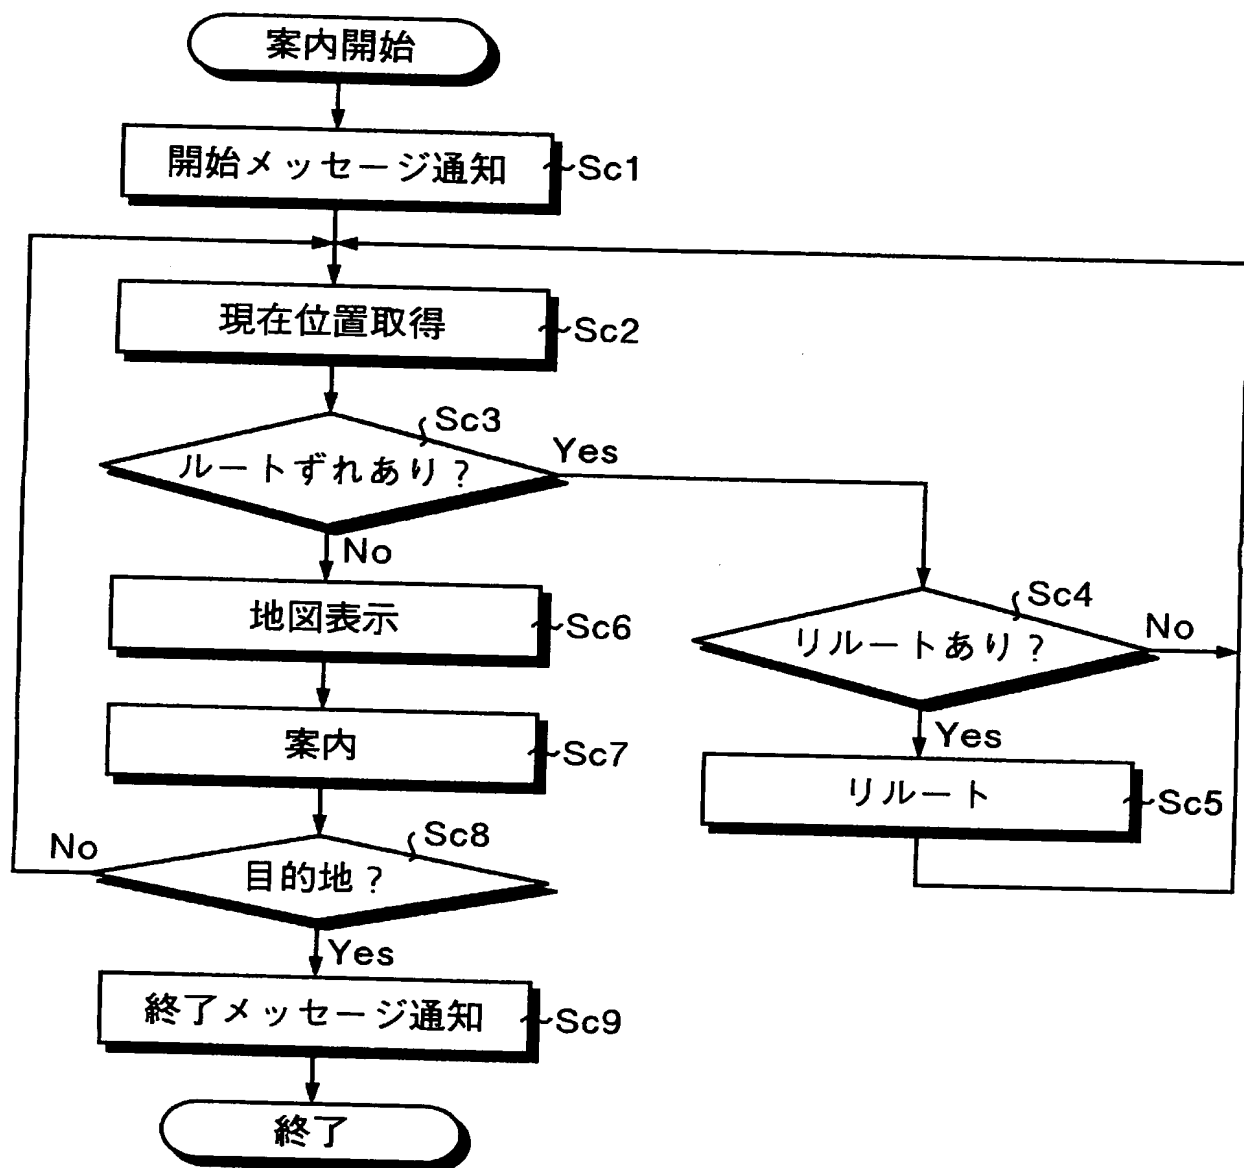 案内開始
開始メッセージ通知
Sc1
現在位置取得
Sc2
Sc3
ルートずれあり?
Yes
No
地図表示
Sc6
Sc4
リルートあり?
No
Yes
案内
Sc7
リルート
Sc5
Sc8
目的地?
No
Yes
終了メッセージ通知
Sc9
終了